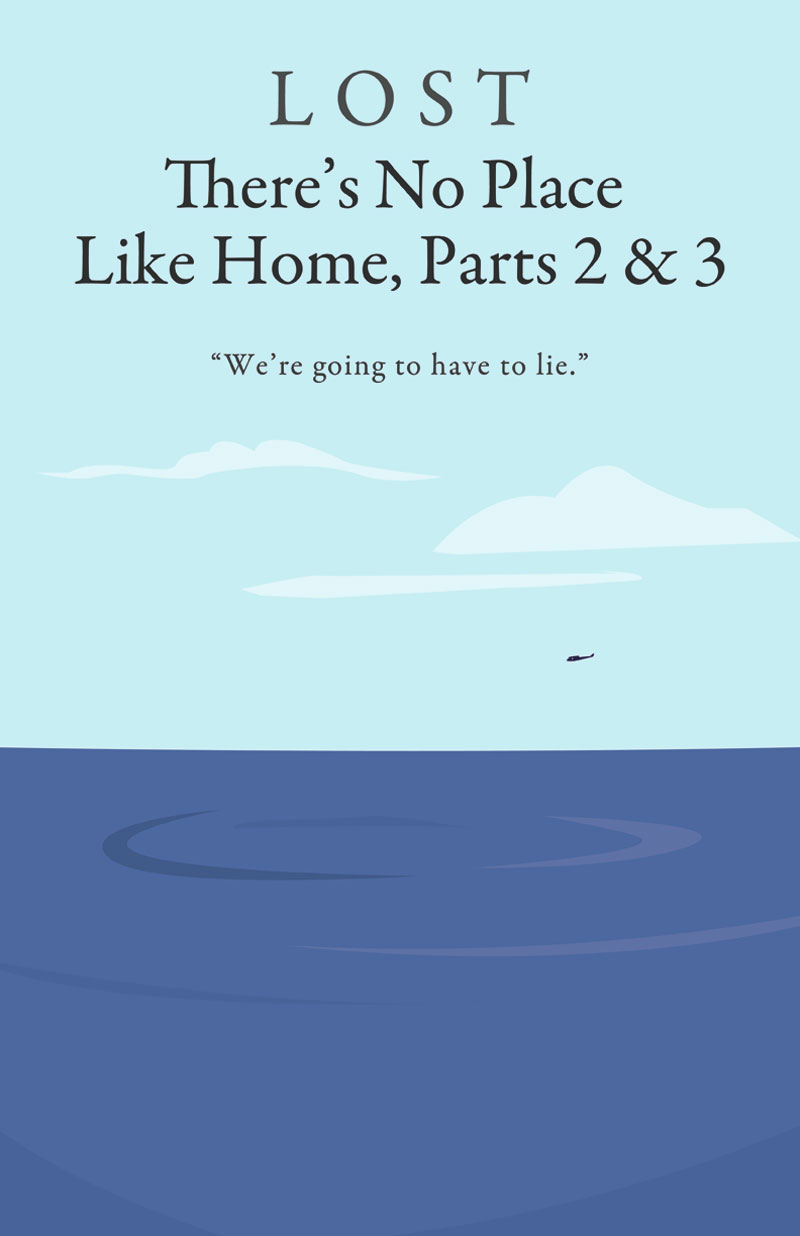 LOST
There’s No Place
Like Home, Parts 2 & 3
“We’re going to have to lie.”